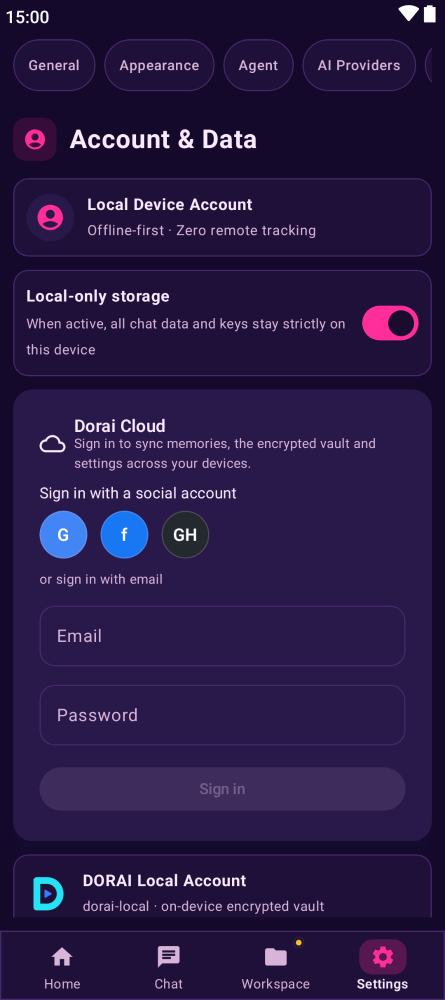 15:00
General
Appearance
Agent
AI Providers
Account & Data
Local Device Account
Offline-first · Zero remote tracking
Local-only storage
When active, all chat data and keys stay strictly on
this device
Dorai Cloud
Sign in to sync memories, the encrypted vault and
settings across your devices.
Sign in with a social account
G
f
GH
or sign in with email
Email
Password
Sign in
DORAI Local Account
dorai-local · on-device encrypted vault
Home
Chat
Workspace
Settings